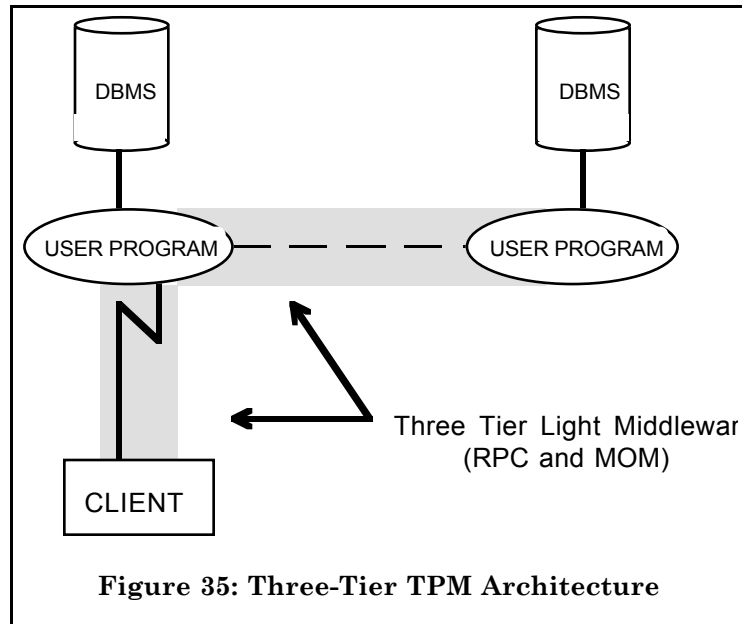 DBMS
DBMS
USER PROGRAM
USER PROGRAM
Three Tier Light Middlewar
(RPC and MOM)
CLIENT
Figure 35: Three-Tier TPM Architecture